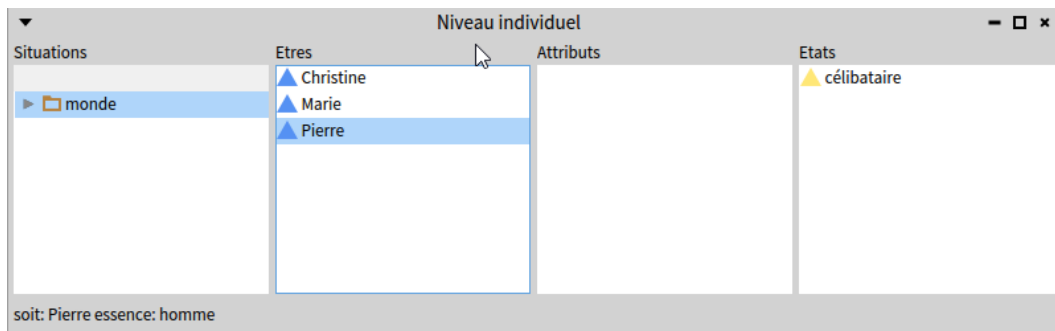 Niveau individuel
Situations Etres Attributs Etats
Christine célibataire
monde Marie
Pierre
soit: Pierre essence: homme